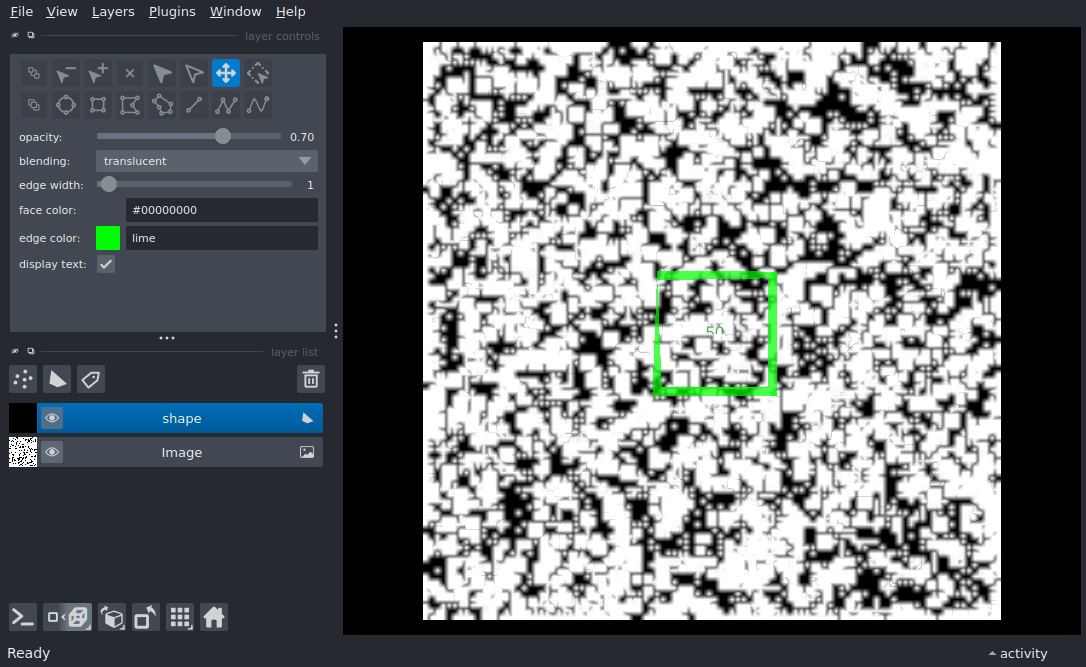 File View Layers Plugins Window Help
layer controls
opacity: 0.70
blending: translucent
edge width: 1
face color: #00000000
edge color: lime
display text:
50
layer list
shape
Image
Ready
activity